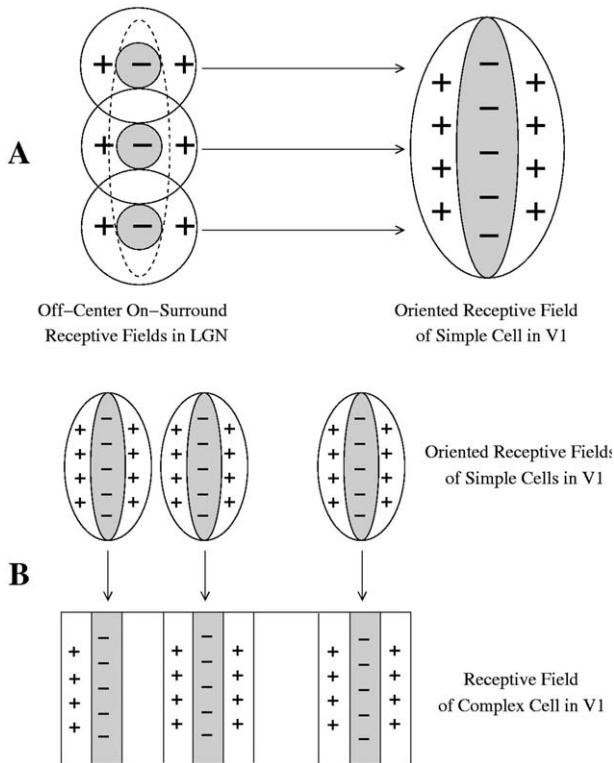 A
Off-Center On-Surround
Receptive Fields in LGN
Oriented Receptive Field
of Simple Cell in V1
Oriented Receptive Fields
of Simple Cells in V1
B
Receptive Field
of Complex Cell in V1